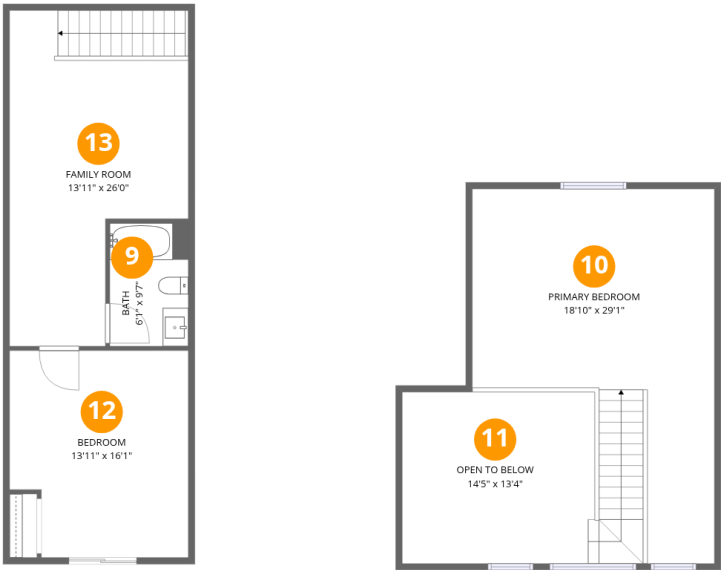 13
FAMILY ROOM
13'11" x 26'0"
9
BATH
6'1" x 9'7"
12
BEDROOM
13'11" x 16'1"
10
PRIMARY BEDROOM
18'10" x 29'1"
11
OPEN TO BELOW
14'5" x 13'4"